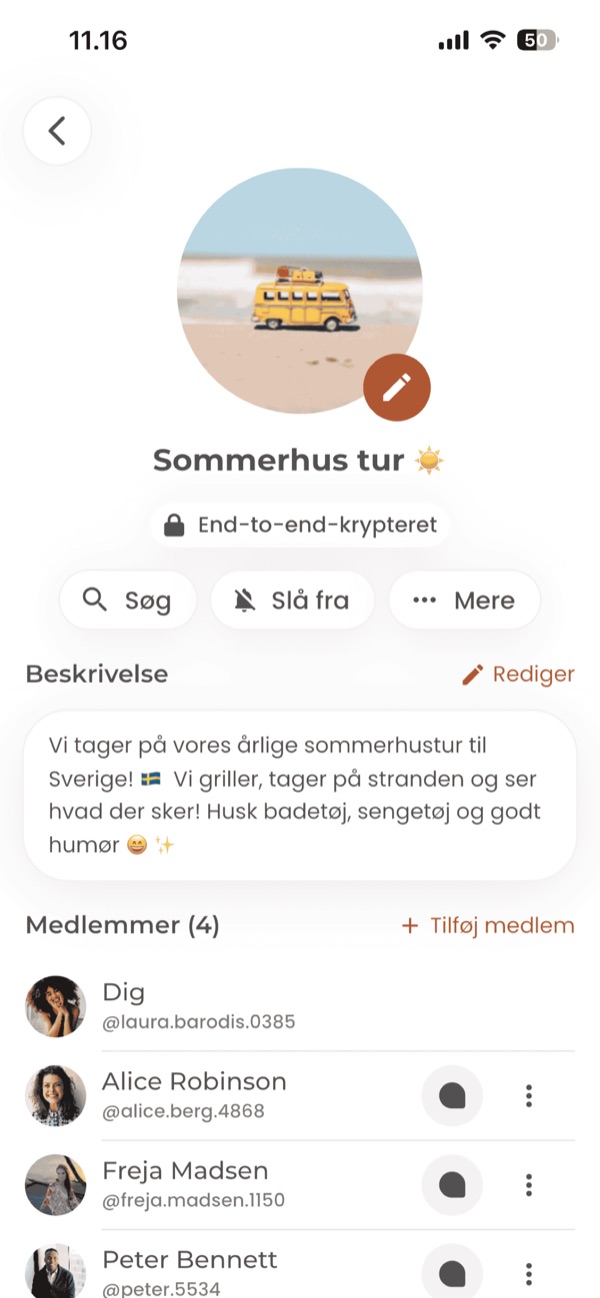 11.16
50
Sommerhus tur ☀️
End-to-end-krypteret
Søg
Slå fra
Mere
Beskrivelse
Rediger
Vi tager på vores årlige sommerhustur til
Sverige! 🇸🇪 Vi griller, tager på stranden og ser
hvad der sker! Husk badetøj, sengetøj og godt
humør 😄 ✨
Medlemmer (4)
+ Tilføj medlem
Dig
@laura.barodis.0385
Alice Robinson
@alice.berg.4868
Freja Madsen
@freja.madsen.1150
Peter Bennett
@peter.5534